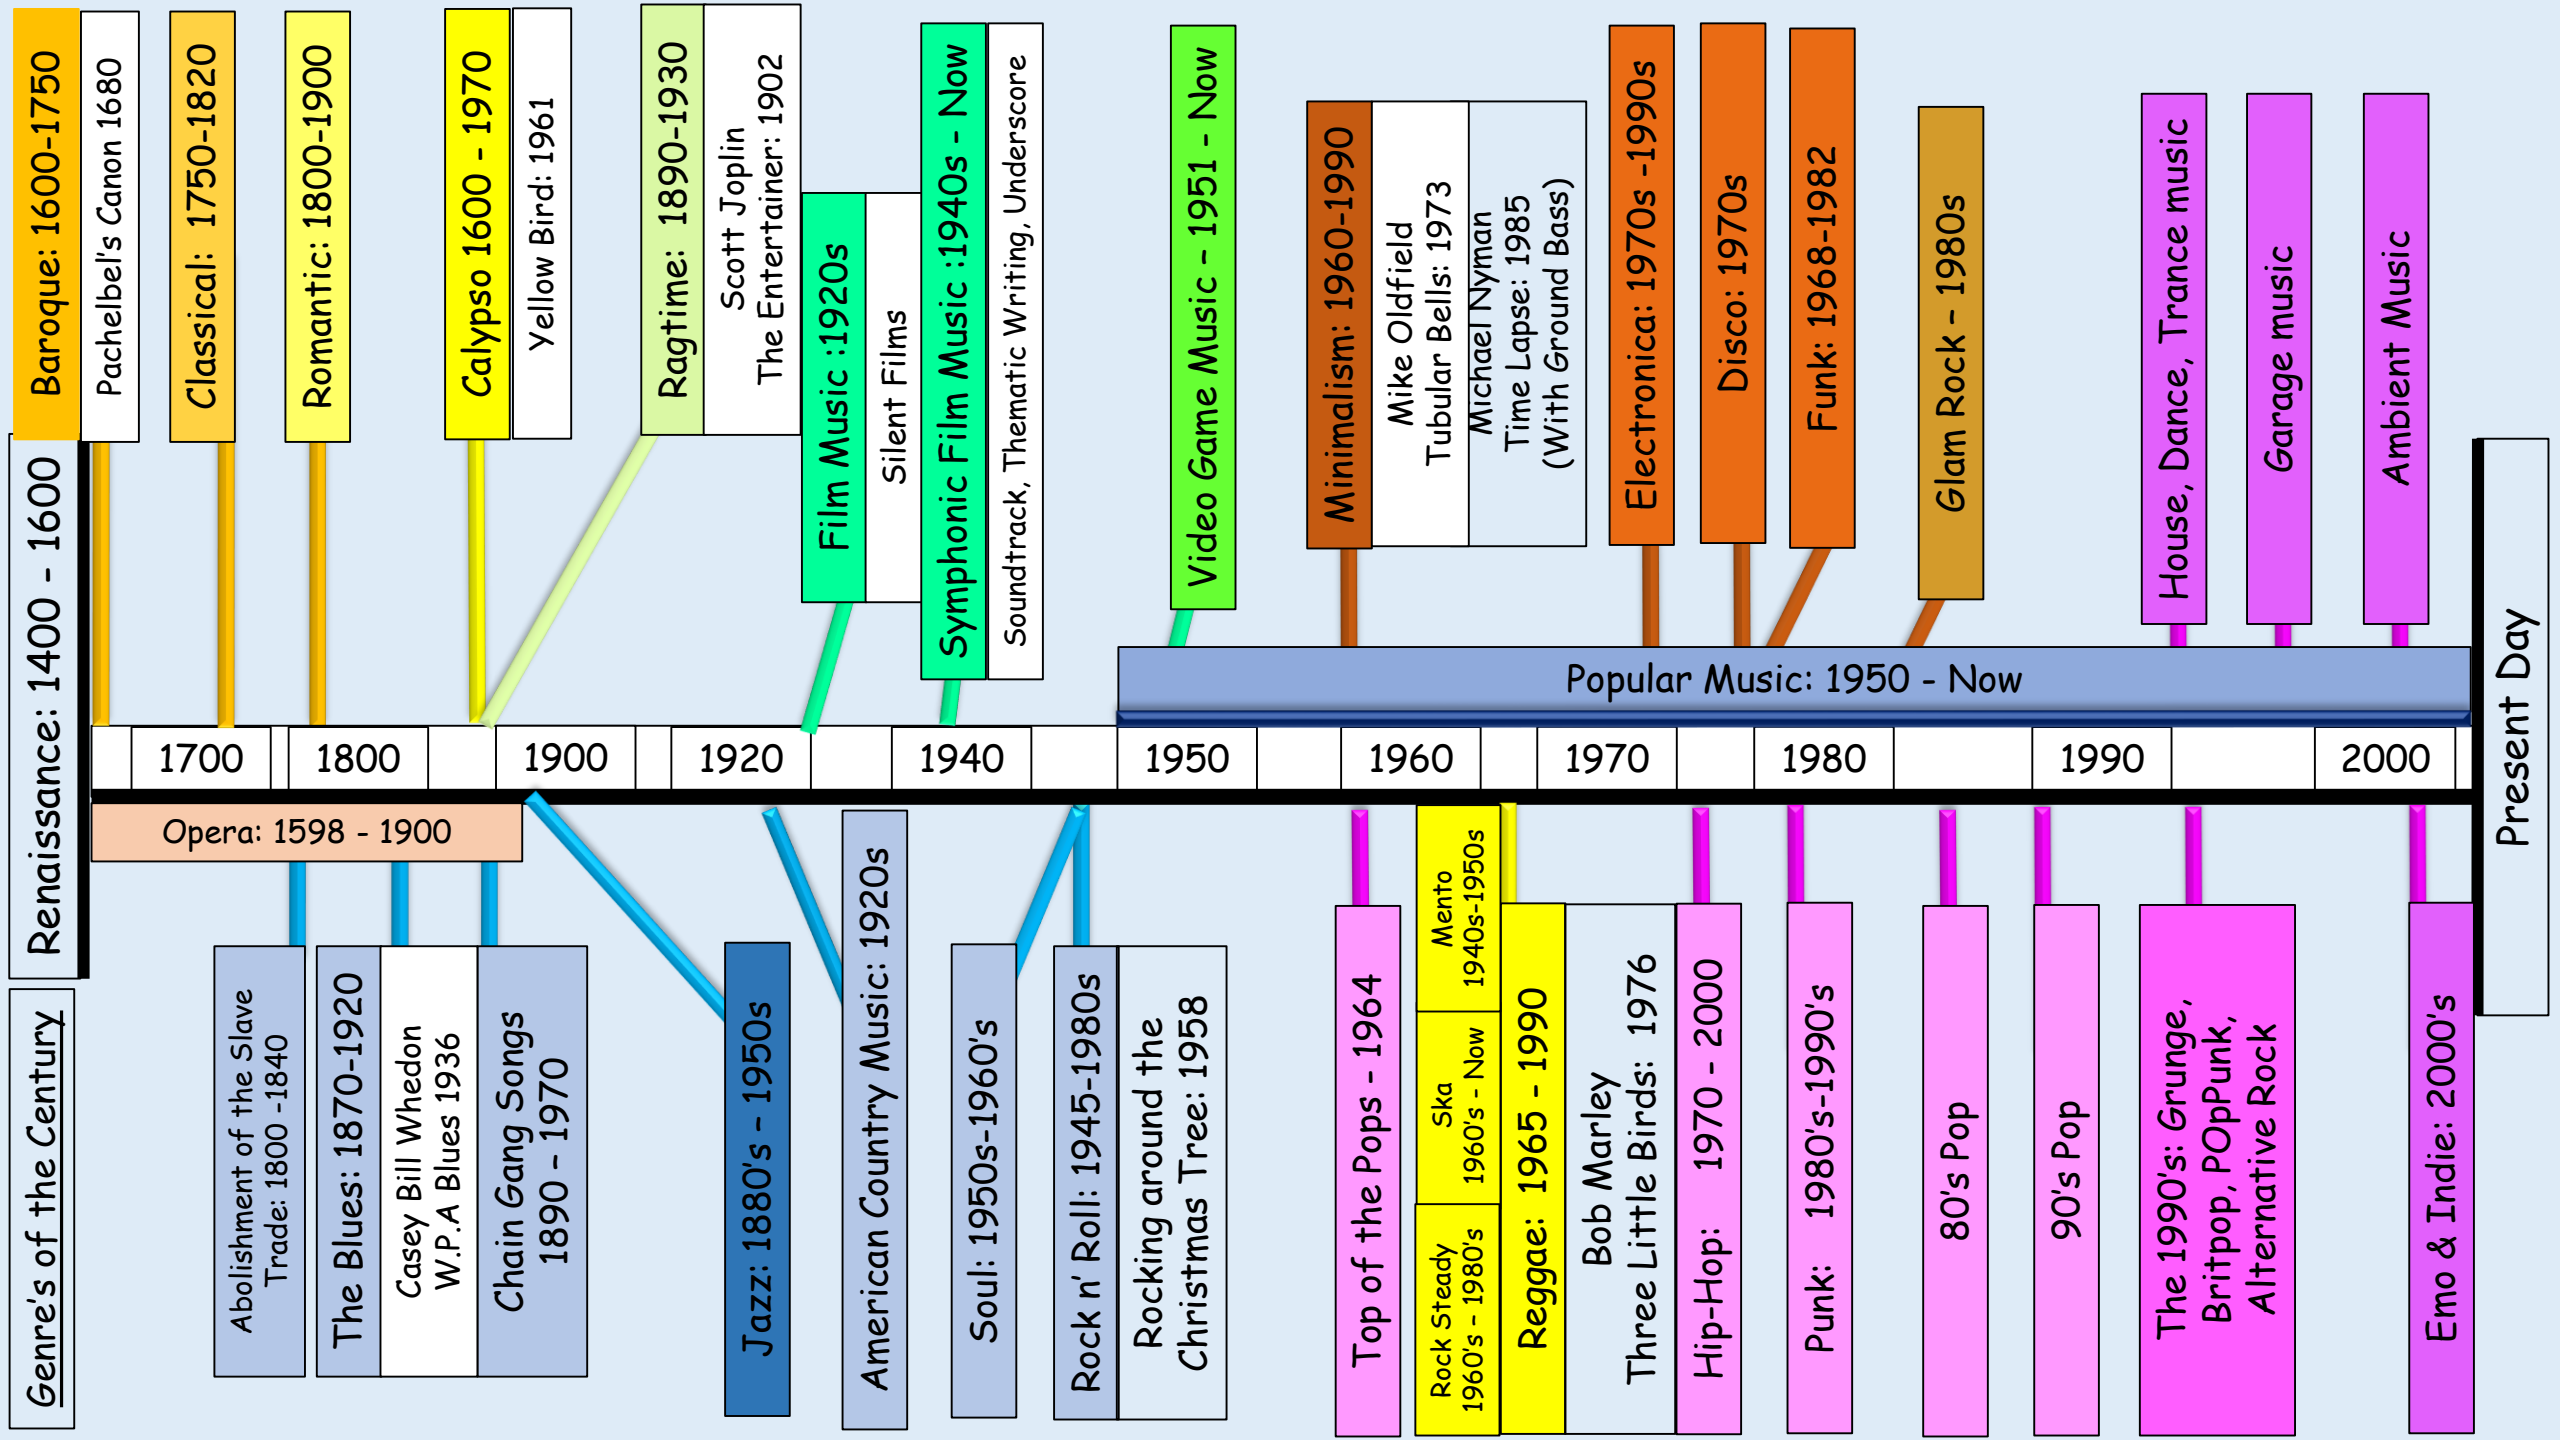 Baroque: 1600-1750
Pachelbel's Canon 1680
Classical: 1750-1820
Romantic: 1800-1900
Calypso 1600 - 1970
Yellow Bird: 1961
Ragtime: 1890-1930
Scott Joplin
The Entertainer: 1902
Film Music :1920s
Silent Films
Symphonic Film Music :1940s - Now
Soundtrack, Thematic Writing, Underscore
Video Game Music – 1951 - Now
Minimalism: 1960-1990
Mike Oldfield
Tubular Bells: 1973
Michael Nyman
Time Lapse: 1985
(With Ground Bass)
Electronica: 1970s -1990s
Disco: 1970s
Funk: 1968-1982
Glam Rock – 1980s
House, Dance, Trance music
Garage music
Ambient Music
Renaissance: 1400 - 1600
Popular Music: 1950 - Now
Present Day
1700
1800
1900
1920
1940
1950
1960
1970
1980
1990
2000
Opera: 1598 - 1900
Genre's of the Century
Abolishment of the Slave
Trade: 1800 -1840
The Blues: 1870-1920
Casey Bill Whedon
W.P.A Blues 1936
Chain Gang Songs
1890 – 1970
Jazz: 1880's – 1950s
American Country Music: 1920s
Soul: 1950s-1960's
Rock n' Roll: 1945-1980s
Rocking around the
Christmas Tree: 1958
Top of the Pops – 1964
Mento
1940s-1950s
Ska
1960's - Now
Rock Steady
1960's – 1980's
Reggae: 1965 - 1990
Bob Marley
Three Little Birds: 1976
Hip-Hop: 1970 - 2000
Punk: 1980's-1990's
80's Pop
90's Pop
The 1990's: Grunge,
Britpop, POpPunk,
Alternative Rock
Emo & Indie: 2000's